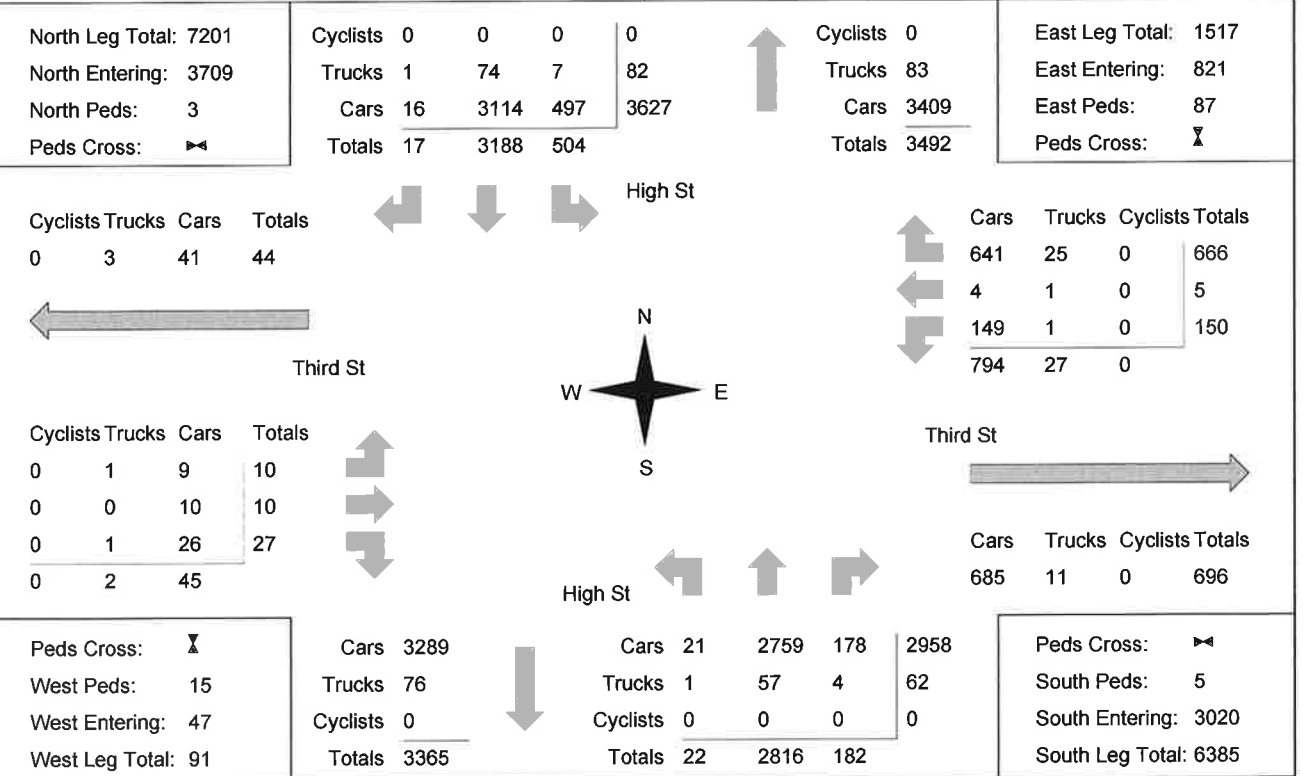 North Leg Total: 7201
North Entering: 3709
North Peds: 3
Peds Cross:
Cyclists 0 0 0 0
Trucks 1 74 7 82
Cars 16 3114 497 3627
Totals 17 3188 504
Cyclists 0
Trucks 83
Cars 3409
Totals 3492
East Leg Total: 1517
East Entering: 821
East Peds: 87
Peds Cross:
High St
Cyclists Trucks Cars Totals
0 3 41 44
Cars Trucks Cyclists Totals
641 25 0 666
4 1 0 5
149 1 0 150
794 27 0
Third St
N
W E
S
Cyclists Trucks Cars Totals
0 1 9 10
0 0 10 10
0 1 26 27
0 2 45
Third St
Cars Trucks Cyclists Totals
685 11 0 696
High St
Peds Cross:
West Peds: 15
West Entering: 47
West Leg Total: 91
Cars 3289
Trucks 76
Cyclists 0
Totals 3365
Cars 21 2759 178 2958
Trucks 1 57 4 62
Cyclists 0 0 0 0
Totals 22 2816 182
Peds Cross:
South Peds: 5
South Entering: 3020
South Leg Total: 6385